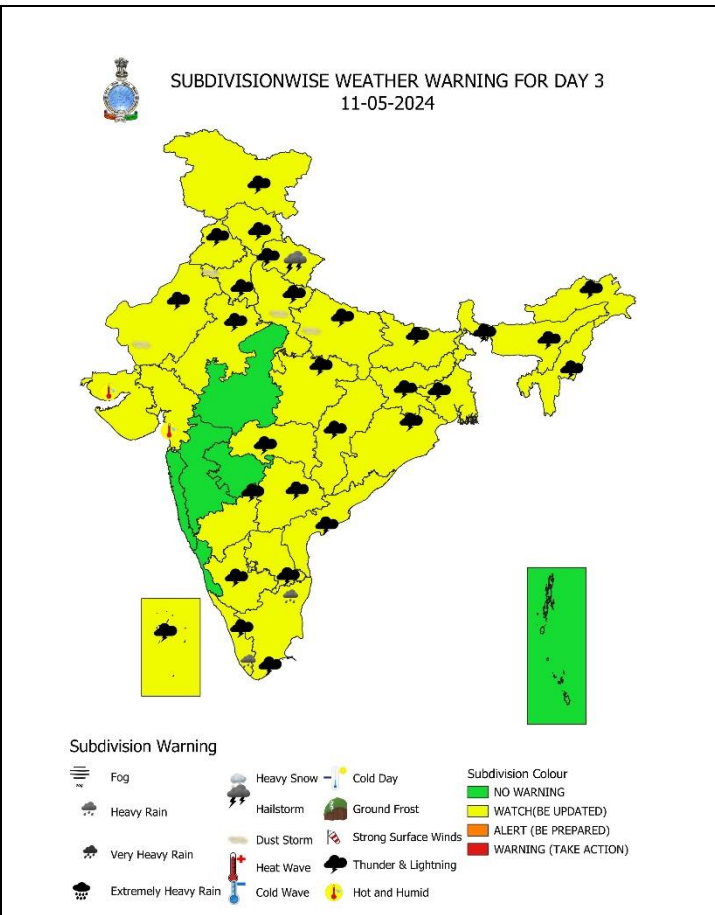 SUBDIVISIONWISE WEATHER WARNING FOR DAY 3
11-05-2024
Subdivision Warning
Fog
Heavy Rain
Very Heavy Rain
Extremely Heavy Rain
Heavy Snow
Hailstorm
Dust Storm
Heat Wave
Cold Wave
Cold Day
Ground Frost
Strong Surface Winds
Thunder & Lightning
Hot and Humid
Subdivision Colour
NO WARNING
WATCH(BE UPDATED)
ALERT (BE PREPARED)
WARNING (TAKE ACTION)